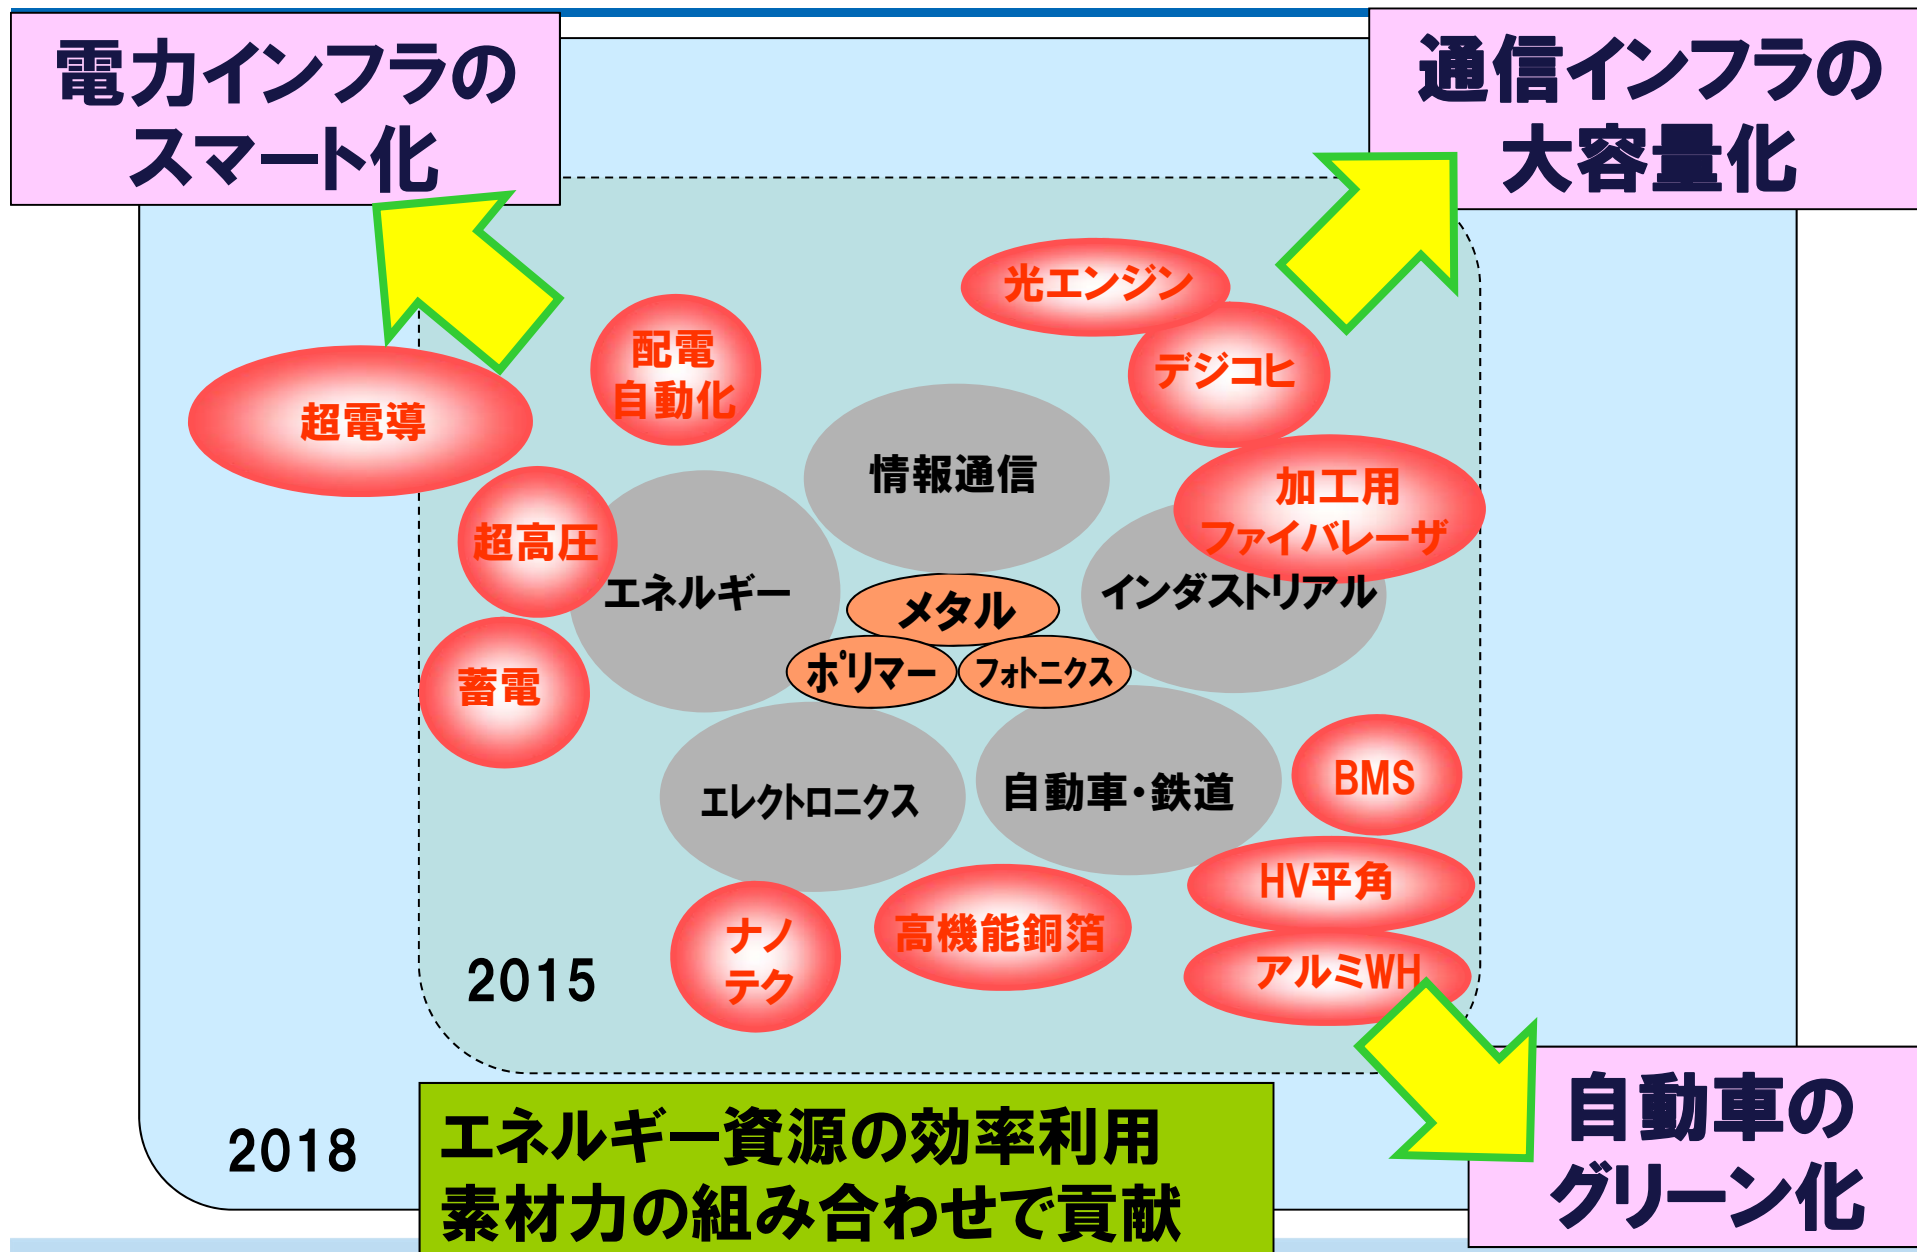 電力インフラの
スマート化
通信インフラの
大容量化
光エンジン
配電
自動化
デジコヒ
超電導
情報通信
加工用
ファイバレーザ
超高圧
エネルギー
インダストリアル
メタル
ポリマー
フォトニクス
蓄電
BMS
エレクトロニクス
自動車・鉄道
HV平角
ナノ
テク
高機能銅箔
アルミWH
2015
自動車の
グリーン化
2018
エネルギー資源の効率利用
素材力の組み合わせで貢献